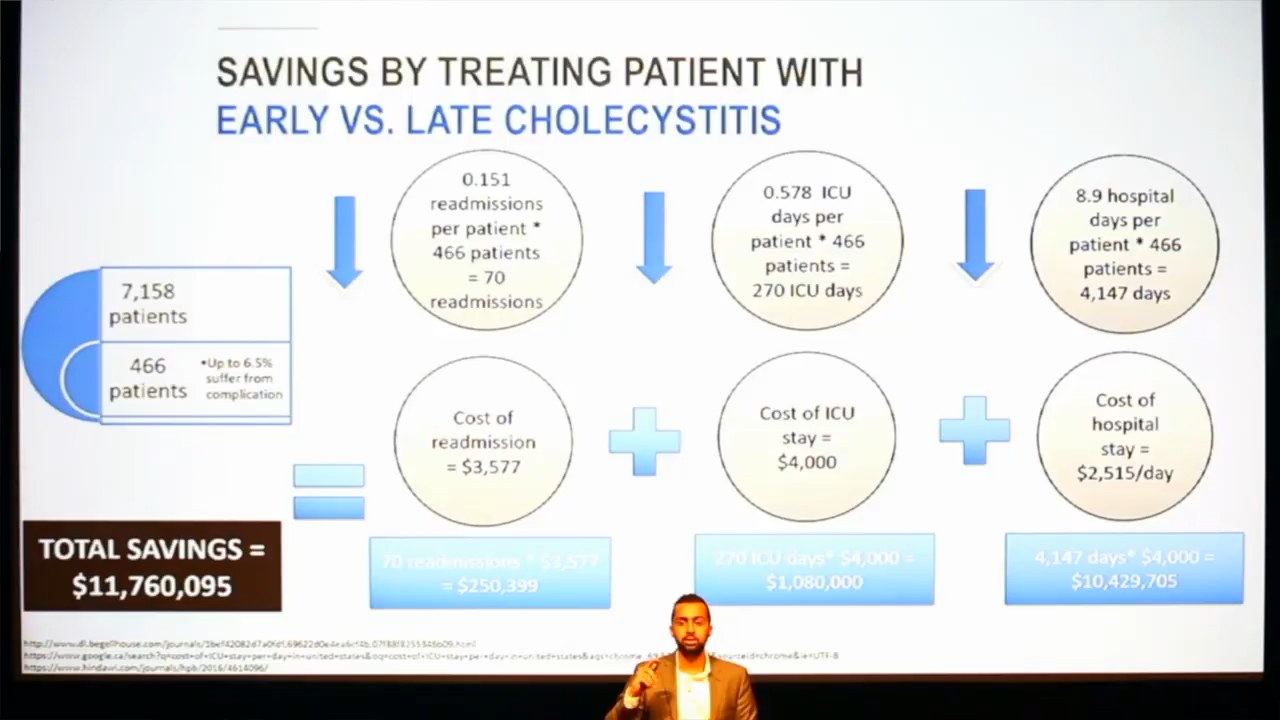 SAVINGS BY TREATING PATIENT WITH
EARLY VS. LATE CHOLECYSTITIS
0.151
readmissions
per patient *
466 patients
= 70
readmissions
0.578 ICU
days per
patient * 466
patients =
270 ICU days
8.9 hospital
days per
patient * 466
patients =
4,147 days
7,158
patients
466
patients
*Up to 6.5%
suffer from
complication
Cost of
readmission
= $3,577
Cost of ICU
stay =
$4,000
Cost of
hospital
stay =
$2,515/day
TOTAL SAVINGS =
$11,760,095
70 readmissions * $3,577
= $250,399
270 ICU days* $4,000 =
$1,080,000
4,147 days* $4,000 =
$10,429,705
https://www.hindawi.com/journals/hpb/2016/4614096/